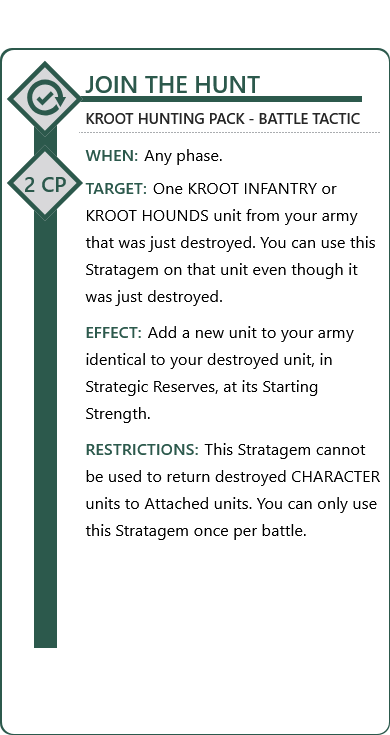 JOIN THE HUNT
KROOT HUNTING PACK - BATTLE TACTIC
WHEN: Any phase.
2 CP
TARGET: One KROOT INFANTRY or
KROOT HOUNDS unit from your army
that was just destroyed. You can use this
Stratagem on that unit even though it
was just destroyed.
EFFECT: Add a new unit to your army
identical to your destroyed unit, in
Strategic Reserves, at its Starting
Strength.
RESTRICTIONS: This Stratagem cannot
be used to return destroyed CHARACTER
units to Attached units. You can only use
this Stratagem once per battle.